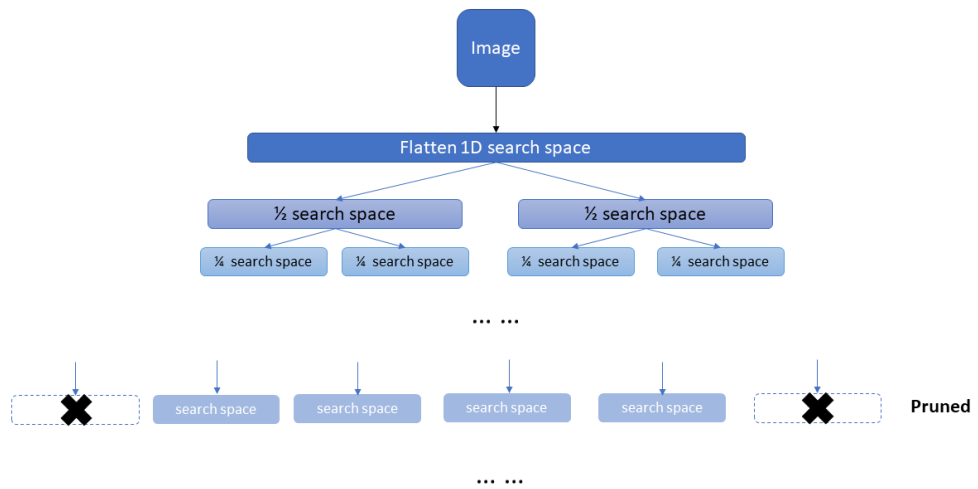 Image
Flatten 1D search space
½ search space
½ search space
¼ search space
¼ search space
¼ search space
¼ search space
... ...
search space
search space
search space
search space
Pruned
... ...